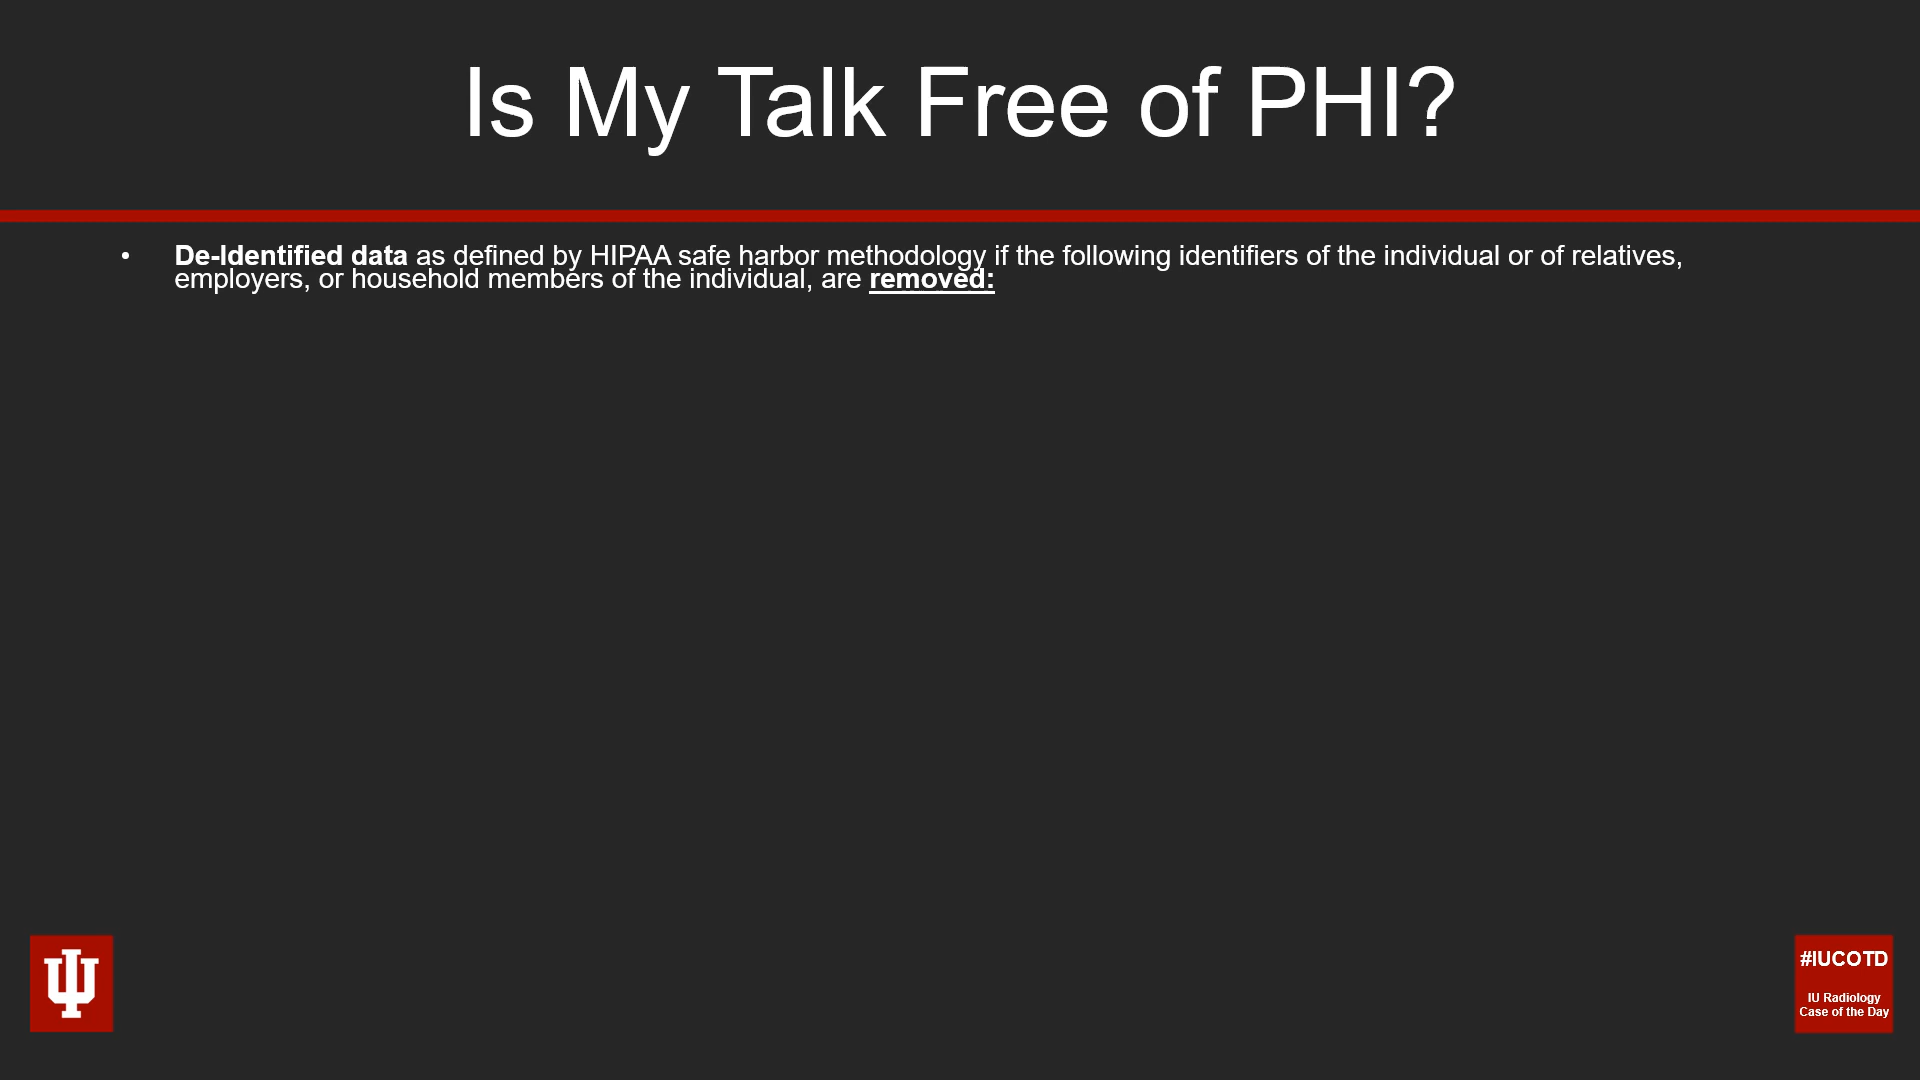 Is My Talk Free of PHI?
• De-Identified data as defined by HIPAA safe harbor methodology if the following identifiers of the individual or of relatives,
employers, or household members of the individual, are removed:
#IUCOTD
IU Radiology
Case of the Day